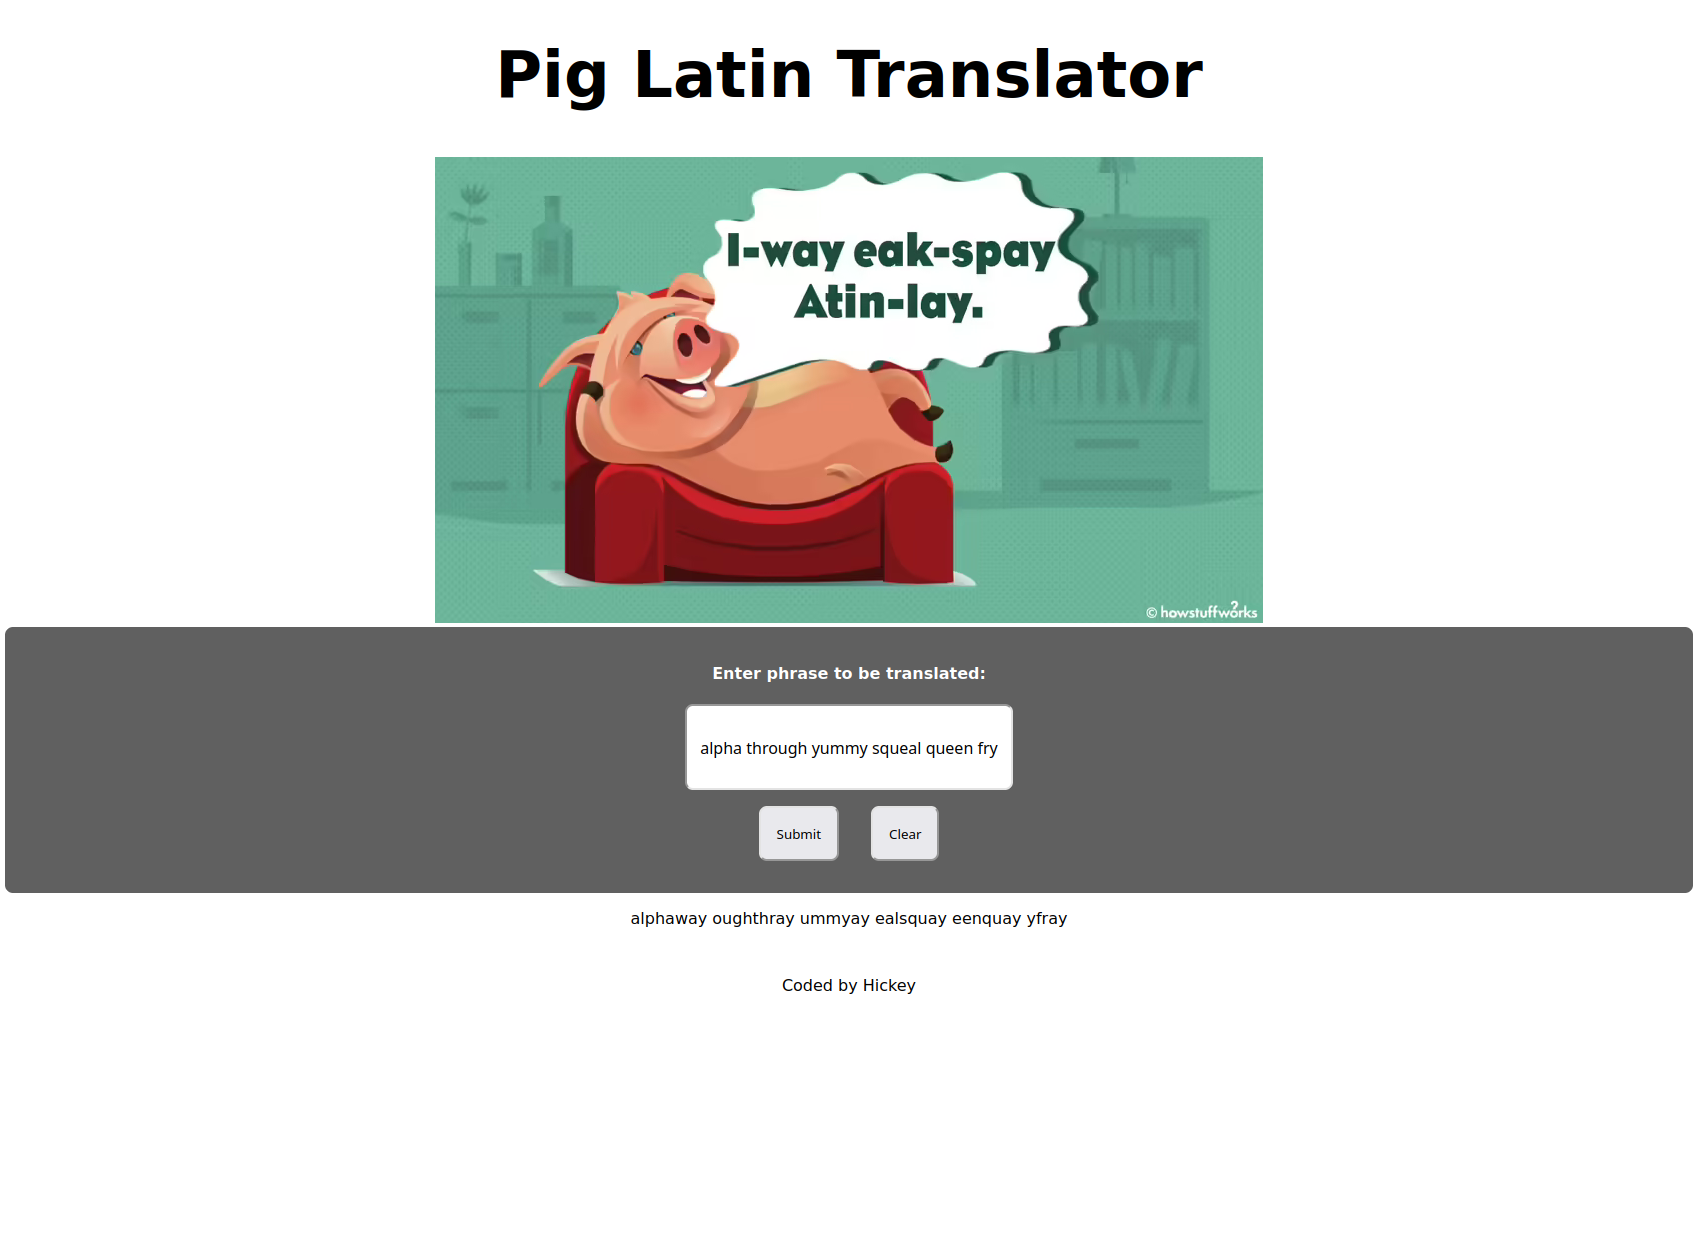 Pig Latin Translator
I-way eak-spay
Atin-lay.
© howstuffworks
Enter phrase to be translated:
alpha through yummy squeal queen fry
Submit Clear
alphaway oughthray ummyay ealsquay eenquay yfray
Coded by Hickey